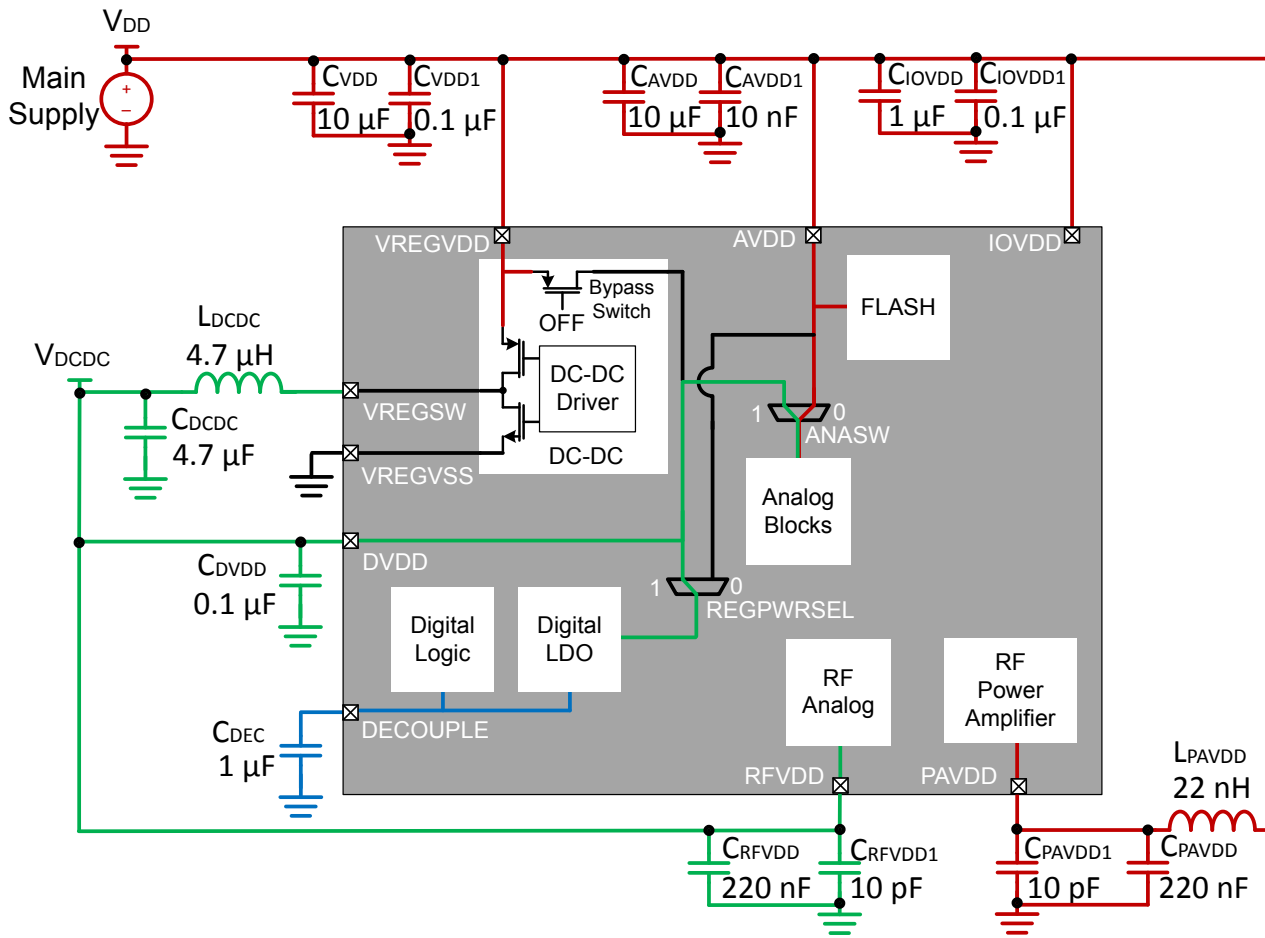 VDD
Main
Supply
+
–
CVDD
10 µF
CVDD1
0.1 µF
CAVDD
10 µF
CAVDD1
10 nF
CIOVDD
1 µF
CIOVDD1
0.1 µF
VREGVDD
AVDD
IOVDD
Bypass
Switch
OFF
FLASH
LDCDC
4.7 µH
VDCDC
CDCDC
4.7 µF
VREGSW
DC-DC
Driver
DC-DC
VREGVSS
1
0
ANASW
Analog
Blocks
DVDD
CDVDD
0.1 µF
1
0
REGPWRSEL
Digital
Logic
Digital
LDO
RF
Analog
RF
Power
Amplifier
DECOUPLE
CDEC
1 µF
RFVDD
PAVDD
LPAVDD
22 nH
CRFVDD
220 nF
CRFVDD1
10 pF
CPAVDD1
10 pF
CPAVDD
220 nF